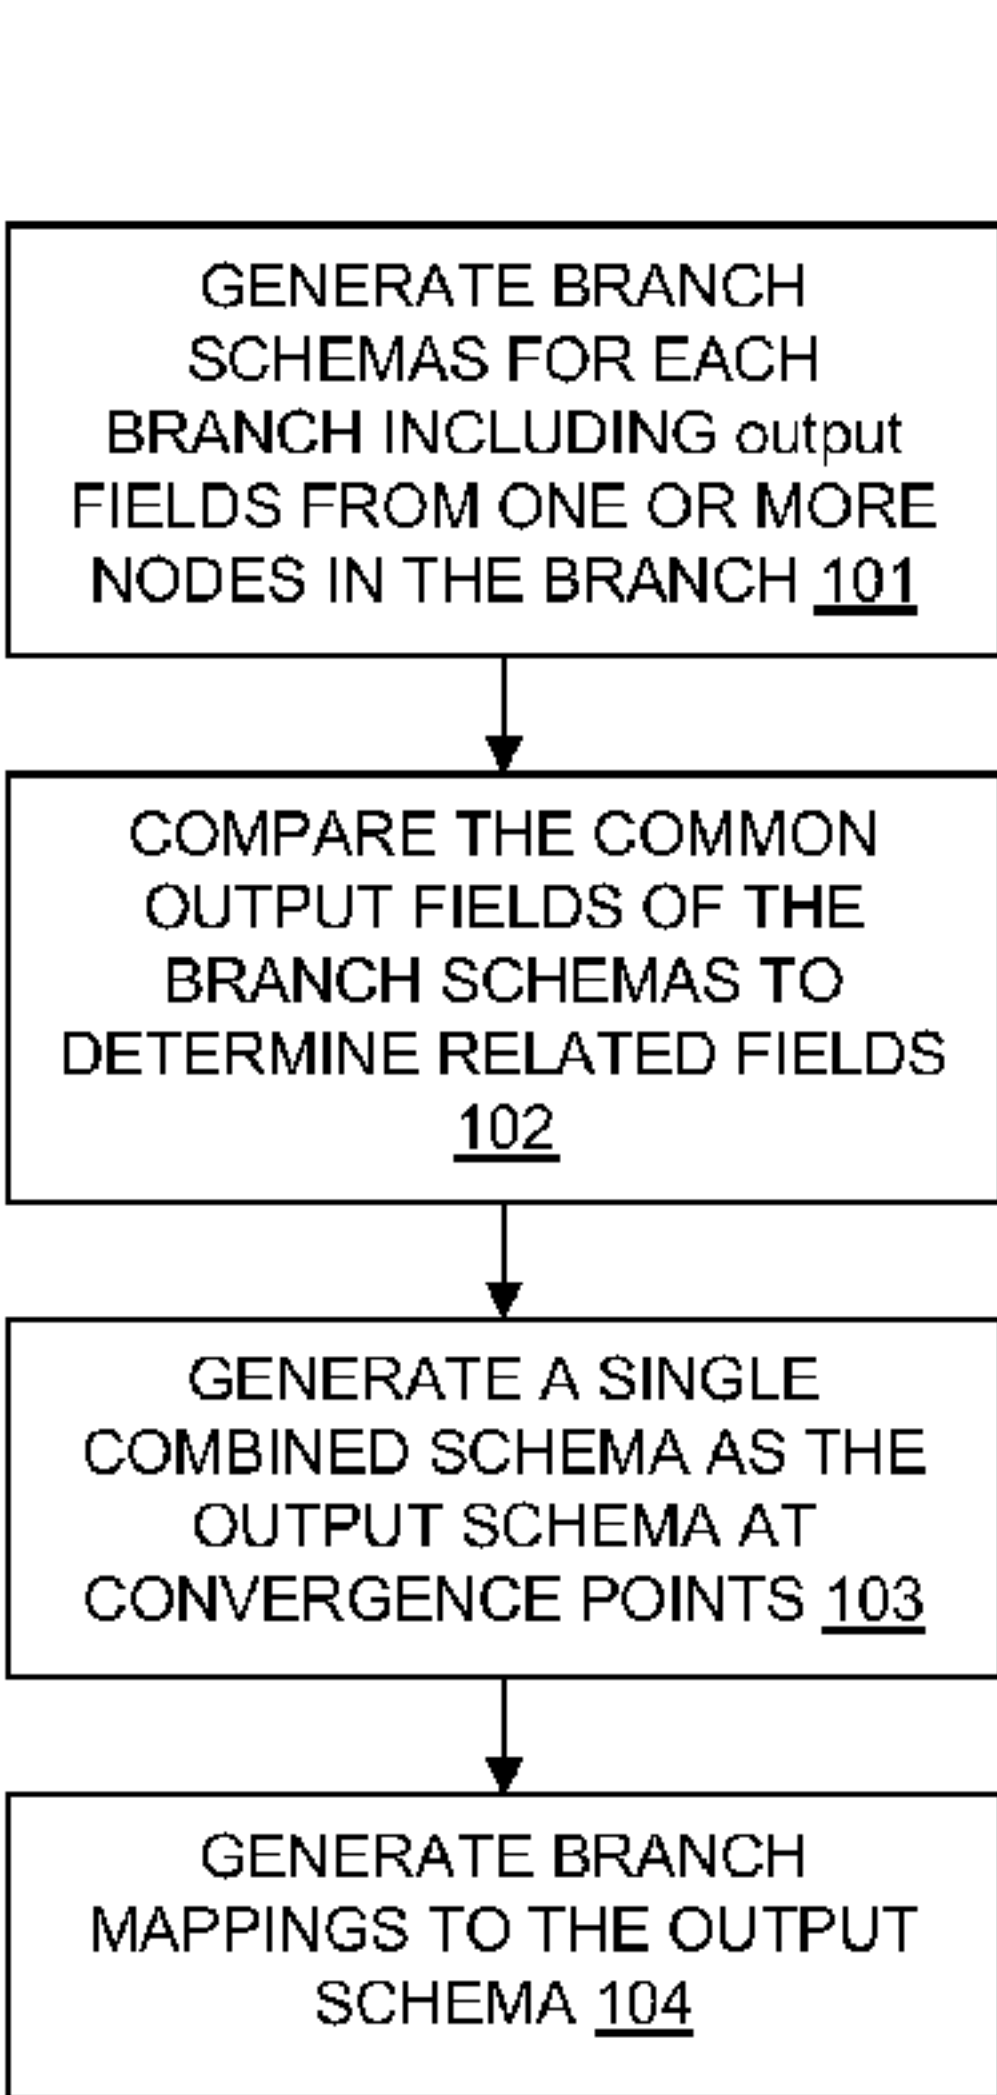 GENERATE BRANCH
SCHEMAS FOR EACH
BRANCH INCLUDING output
FIELDS FROM ONE OR MORE
NODES IN THE BRANCH 101
COMPARE THE COMMON
OUTPUT FIELDS OF THE
BRANCH SCHEMAS TO
DETERMINE RELATED FIELDS
102
GENERATE A SINGLE
COMBINED SCHEMA AS THE
OUTPUT SCHEMA AT
CONVERGENCE POINTS 103
GENERATE BRANCH
MAPPINGS TO THE OUTPUT
SCHEMA 104